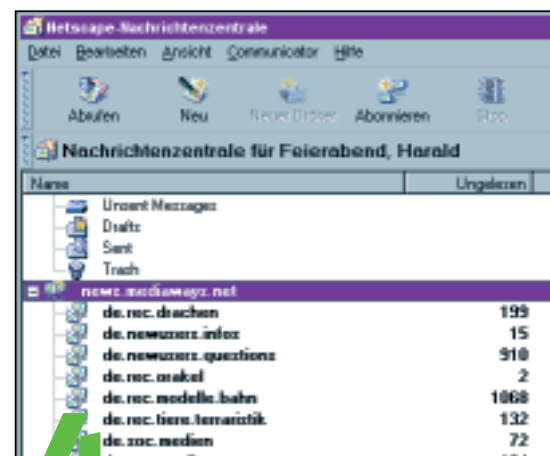 Netscape-Nachrichtenzentrale
Datei Bearbeiten Ansicht Communicator Hilfe
Abrufen Neu Neuer Ordner Abonnieren Stop
Nachrichtenzentrale für Feierabend, Harald
Name Ungelesen
Unsent Messages
Drafts
Sent
Trash
news.mediaways.net
de.rec.drachen 199
de.newusers.infos 15
de.newusers.questions 910
de.rec.orakel 2
de.rec.modelle.bahn 1068
de.rec.tiere.terraristik 132
de.soc.medien 72